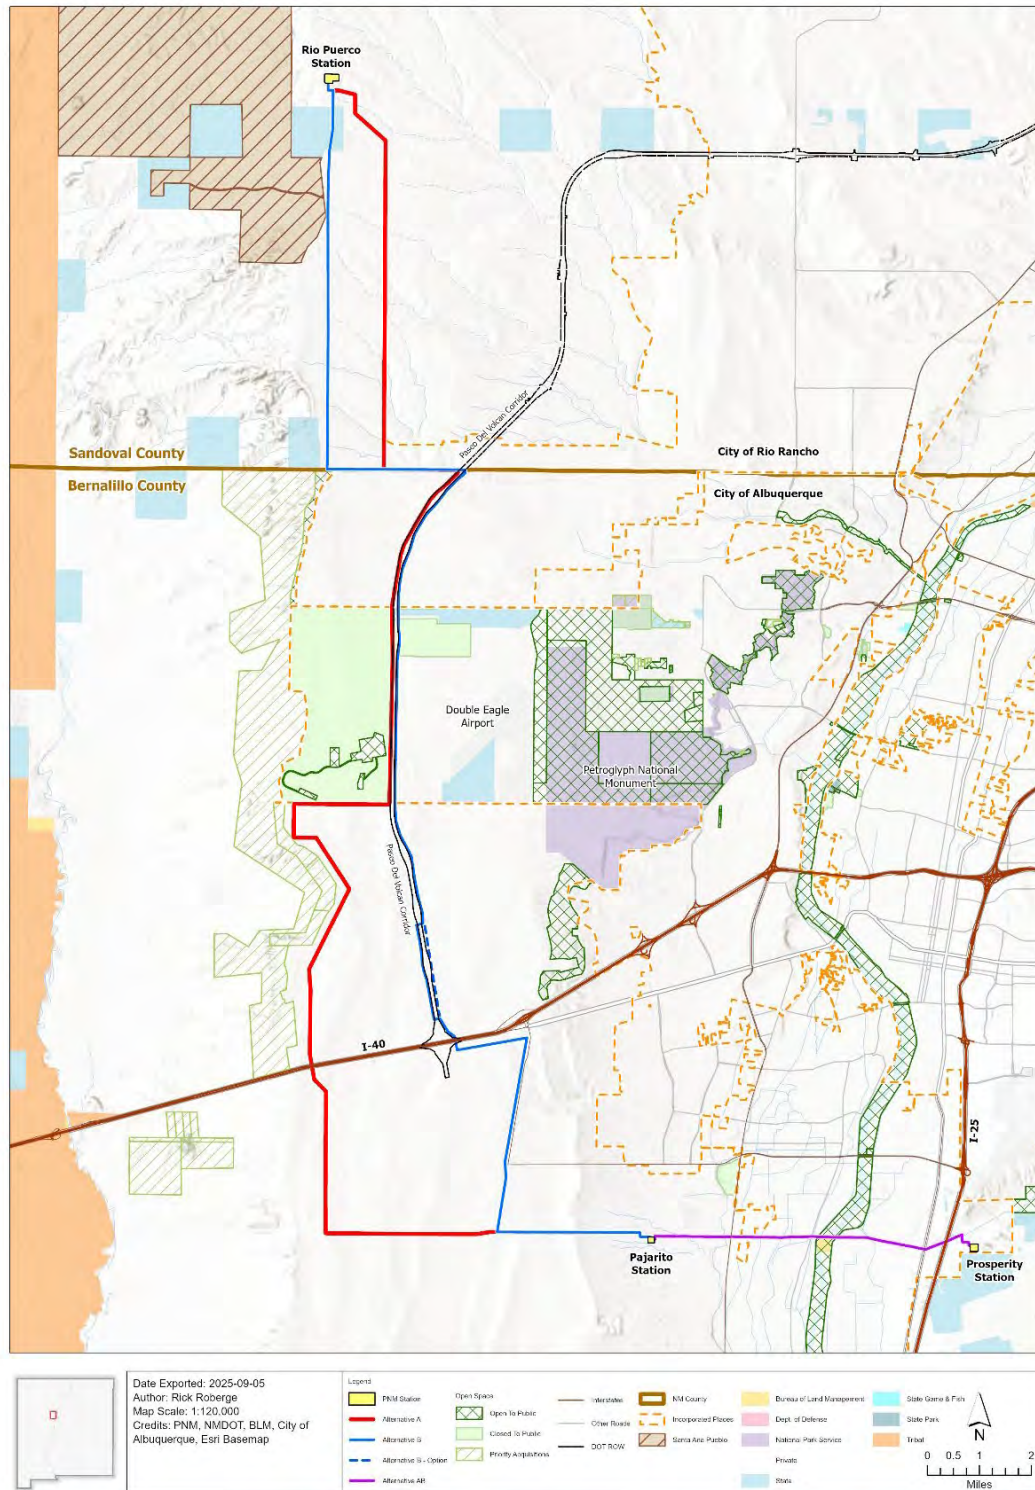 Rio Puerco
Station
Paseo Del Volcan Corridor
Sandoval County
City of Rio Rancho
Bernalillo County
City of Albuquerque
Double Eagle
Airport
Petroglyph National
Monument
Paseo Del Volcan Corridor
I-40
I-25
Pajarito
Station
Prosperity
Station
Date Exported: 2025-09-05
Author: Rick Roberge
Map Scale: 1:120,000
Credits: PNM, NMDOT, BLM, City of
Albuquerque, Esri Basemap
Legend
PNM Station
Alternative A
Alternative B
Alternative B - Option
Alternative AB
Open Space
Open To Public
Closed To Public
Priority Acquisitions
Interstates
Other Roads
DOT ROW
NM County
Incorporated Places
Santa Ana Pueblo
Bureau of Land Management
Dept. of Defense
National Park Service
Private
State
State Game & Fish
State Park
Tribal
N
0 0.5 1 2
Miles